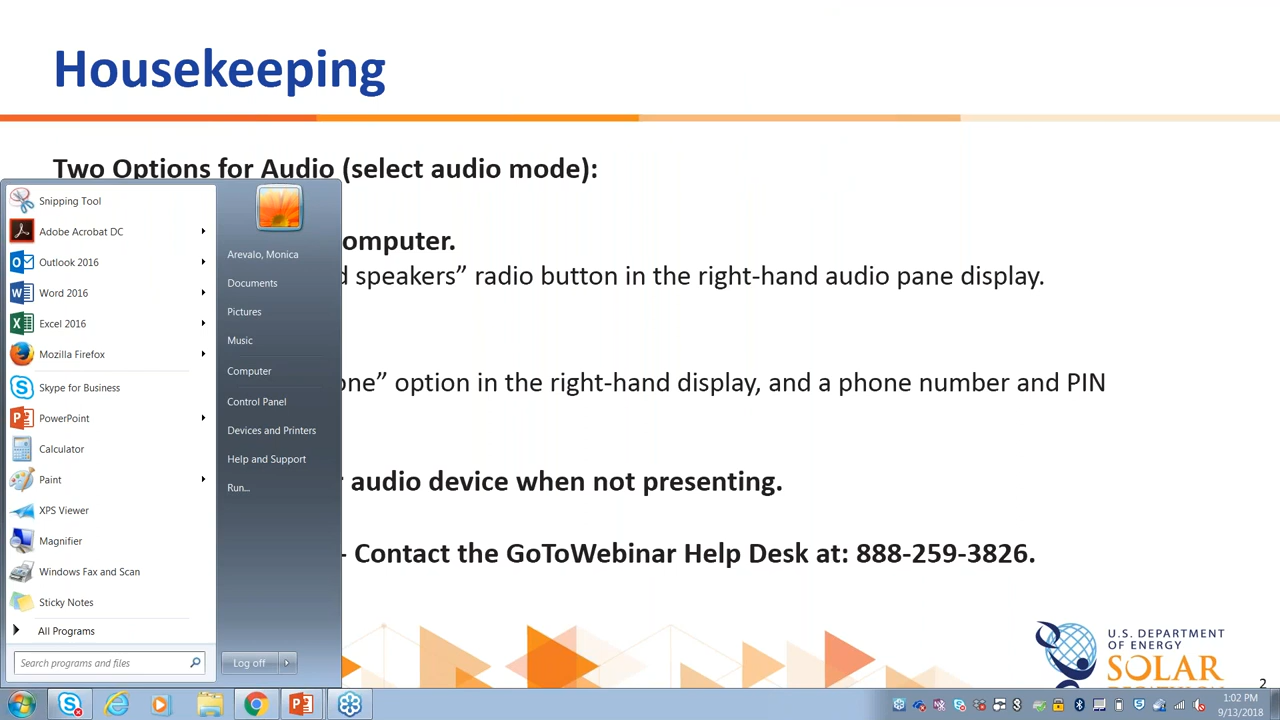 Housekeeping
Two Options for Audio (select audio mode):
omputer.
d speakers” radio button in the right-hand audio pane display.
one” option in the right-hand display, and a phone number and PIN
audio device when not presenting.
- Contact the GoToWebinar Help Desk at: 888-259-3826.
Snipping Tool
Adobe Acrobat DC
Outlook 2016
Word 2016
Excel 2016
Mozilla Firefox
Skype for Business
PowerPoint
Calculator
Paint
XPS Viewer
Magnifier
Windows Fax and Scan
Sticky Notes
All Programs
Search programs and files
Arevalo, Monica
Documents
Pictures
Music
Computer
Control Panel
Devices and Printers
Help and Support
Run...
Log off
U.S. DEPARTMENT
OF ENERGY
SOLAR
2
1:02 PM
9/13/2018